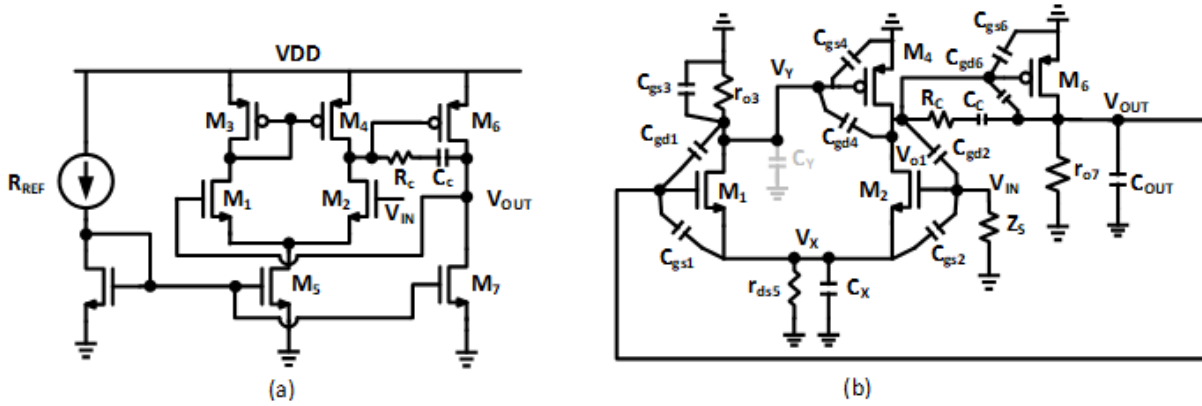 VDD
M3
M4
M6
RREF
Rc
Cc
M1
M2
VIN
VOUT
M5
M7
(a)
Cgs3
ro3
VY
Cgs4
M4
Cgs6
Cgd6
M6
Cgd1
CY
Cgd4
RC
CC
VOUT
M1
Vo1
M2
Cgd2
VIN
ro7
COUT
Cgs1
VX
Cgs2
ZS
rds5
CX
(b)